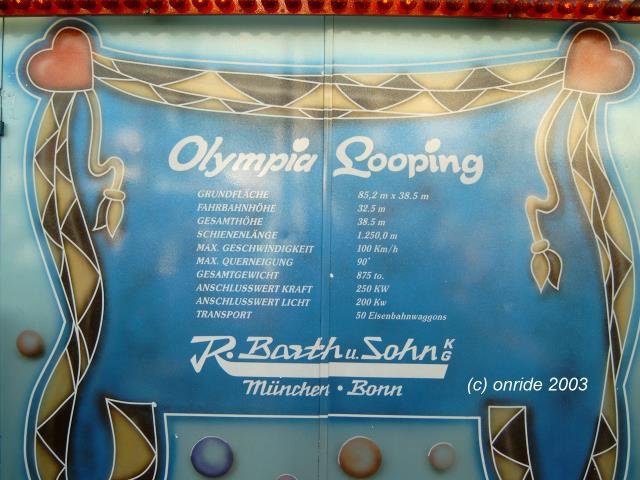 Olympia Looping
GRUNDFLÄCHE 85,2 m x 38.5 m
FAHRBAHNHÖHE 32.5 m
GESAMTHÖHE 38.5 m
SCHIENENLÄNGE 1.250,0 m
MAX. GESCHWINDIGKEIT 100 Km/h
MAX. QUERNEIGUNG 90°
GESAMTGEWICHT 875 to.
ANSCHLUSSWERT KRAFT 250 KW
ANSCHLUSSWERT LICHT 200 Kw
TRANSPORT 50 Eisenbahnwaggons
R. Barth u. Sohn KG
München • Bonn
(c) onride 2003